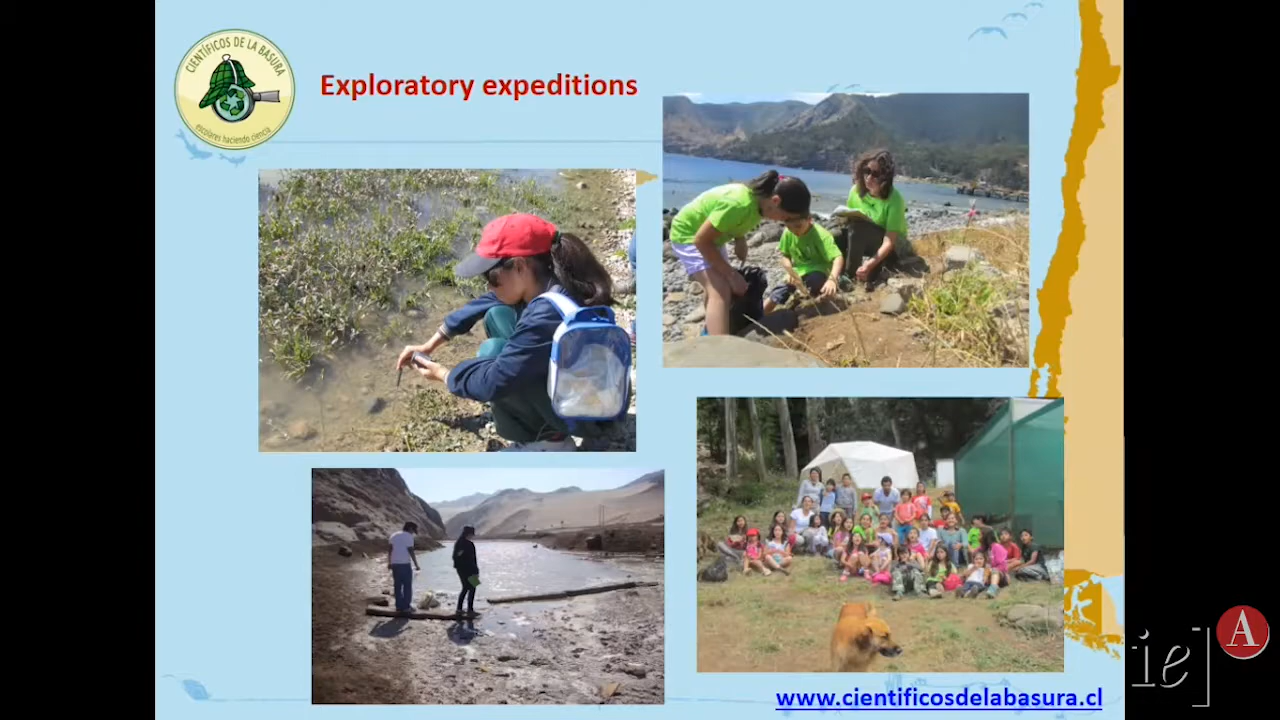 CIENTÍFICOS DE LA BASURA
escolares haciendo ciencia
Exploratory expeditions
www.cientificosdelabasura.cl
ie]
A